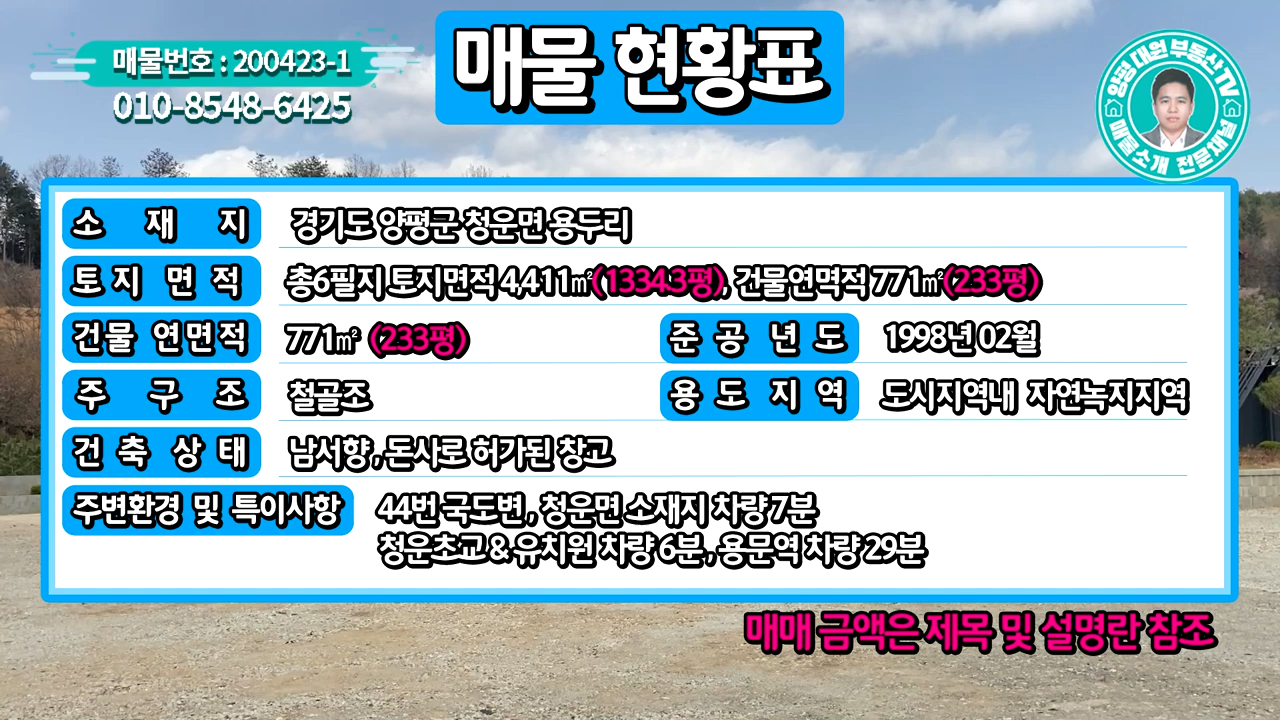 매물번호 : 200423-1
010-8548-6425
매물 현황표
양평 대원 부동산 TV
매물소개 전문채널
소 재 지
경기도 양평군 청운면 용두리
토지 면적
총6필지 토지면적 4,411㎡(1334.3평), 건물연멱적 771㎡(233평)
건물 연면적
771㎡ (233평)
준 공 년 도
1998년 02월
주 구 조
철골조
용 도 지 역
도시지역내 자연녹지지역
건 축 상 태
남서향 , 돈사로 허가된 창고
주변환경 및 특이사항
44번 국도변 , 청운면 소재지 차량 7분
청운초교 & 유치원 차량 6분 , 용문역 차량 29분
매매 금액은 제목 및 설명란 참조